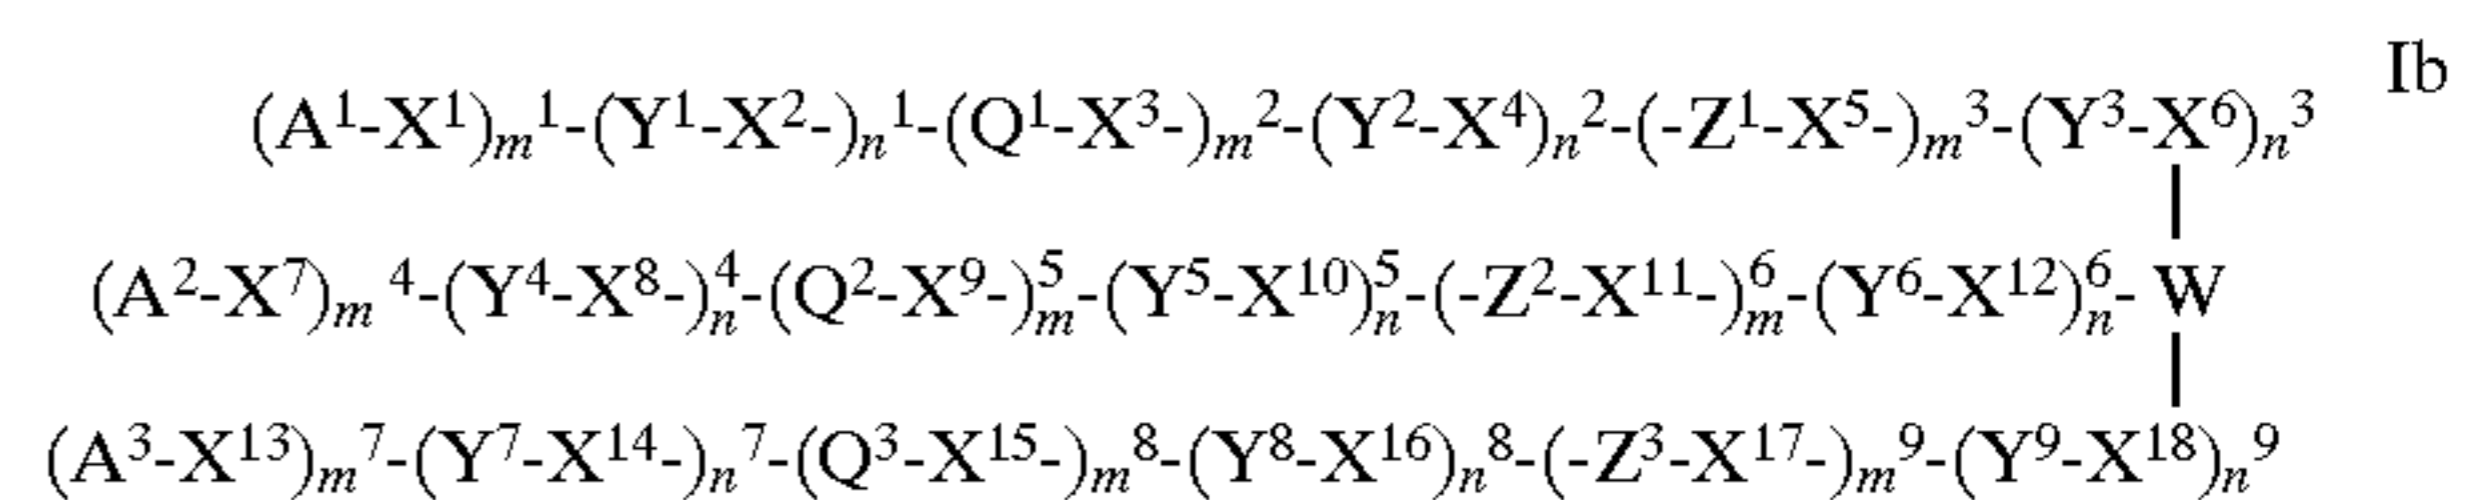 Ib
(A¹-X¹)ₘ¹-(Y¹-X²-)ₙ¹-(Q¹-X³-)ₘ²-(Y²-X⁴)ₙ²-(-Z¹-X⁵-)ₘ³-(Y³-X⁶)ₙ³
(A²-X⁷)ₘ ⁴-(Y⁴-X⁸-)ₙ⁴-(Q²-X⁹-)ₘ⁵-(Y⁵-X¹⁰)ₙ⁵-(-Z²-X¹¹-)ₘ⁶-(Y⁶-X¹²)ₙ⁶- W
(A³-X¹³)ₘ⁷-(Y⁷-X¹⁴-)ₙ⁷-(Q³-X¹⁵-)ₘ⁸-(Y⁸-X¹⁶)ₙ⁸-(-Z³-X¹⁷-)ₘ⁹-(Y⁹-X¹⁸)ₙ⁹